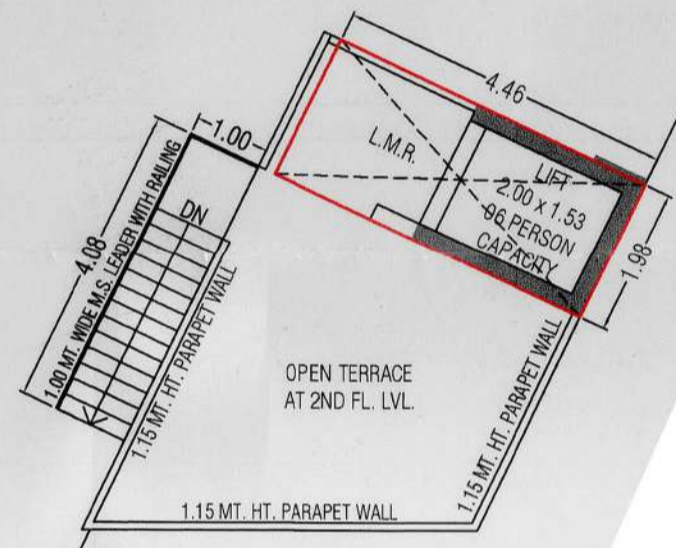 4.46
1.00
L.M.R.
LIFT
2.00 x 1.53
06 PERSON
CAPACITY
1.98
4.08
1.00 MT. WIDE M.S. LEADER WITH RAILING
DN
1.15 MT. HT. PARAPET WALL
OPEN TERRACE
AT 2ND FL. LVL.
1.15 MT. HT. PARAPET WALL
1.15 MT. HT. PARAPET WALL